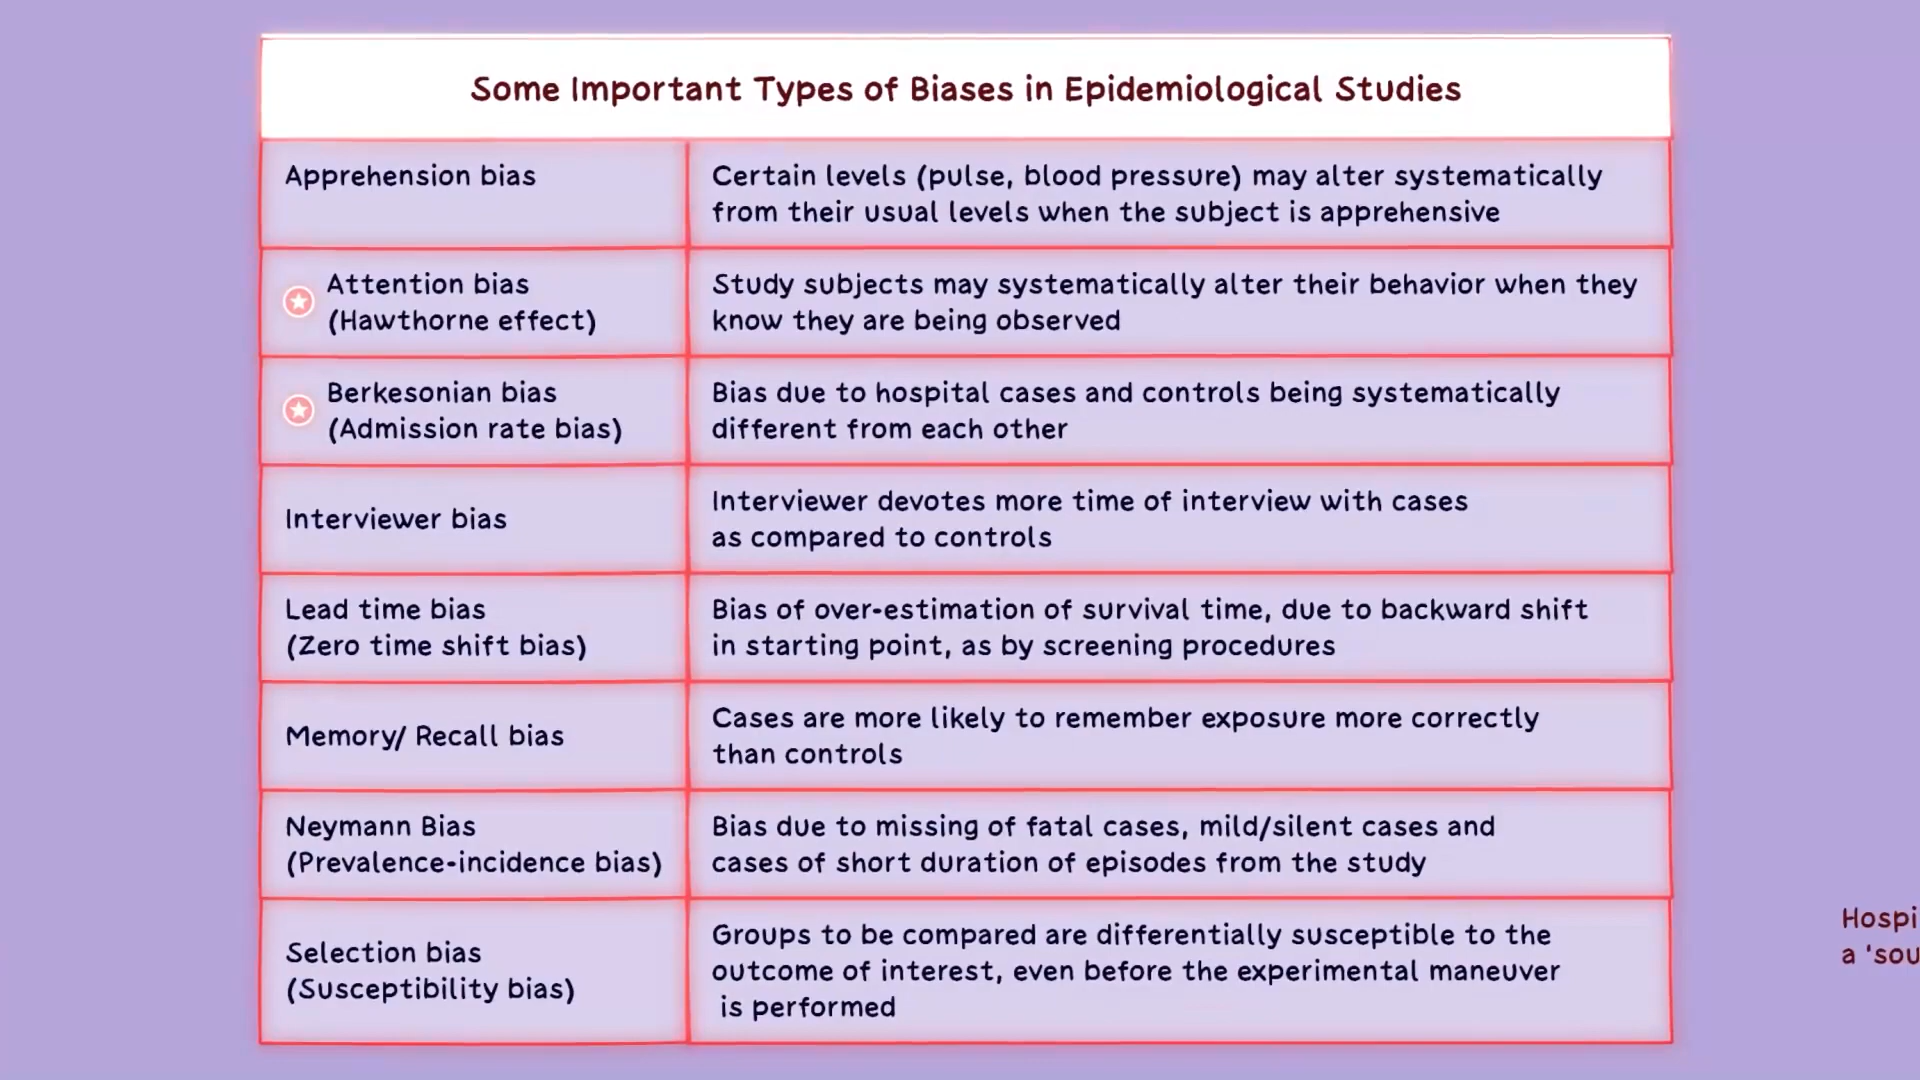 Some Important Types of Biases in Epidemiological Studies
Apprehension bias
Certain levels (pulse, blood pressure) may alter systematically
from their usual levels when the subject is apprehensive
Attention bias
(Hawthorne effect)
Study subjects may systematically alter their behavior when they
know they are being observed
Berkesonian bias
(Admission rate bias)
Bias due to hospital cases and controls being systematically
different from each other
Interviewer bias
Interviewer devotes more time of interview with cases
as compared to controls
Lead time bias
(Zero time shift bias)
Bias of over-estimation of survival time, due to backward shift
in starting point, as by screening procedures
Memory/ Recall bias
Cases are more likely to remember exposure more correctly
than controls
Neymann Bias
(Prevalence-incidence bias)
Bias due to missing of fatal cases, mild/silent cases and
cases of short duration of episodes from the study
Selection bias
(Susceptibility bias)
Groups to be compared are differentially susceptible to the
outcome of interest, even before the experimental maneuver
is performed
Hospi
a 'sou